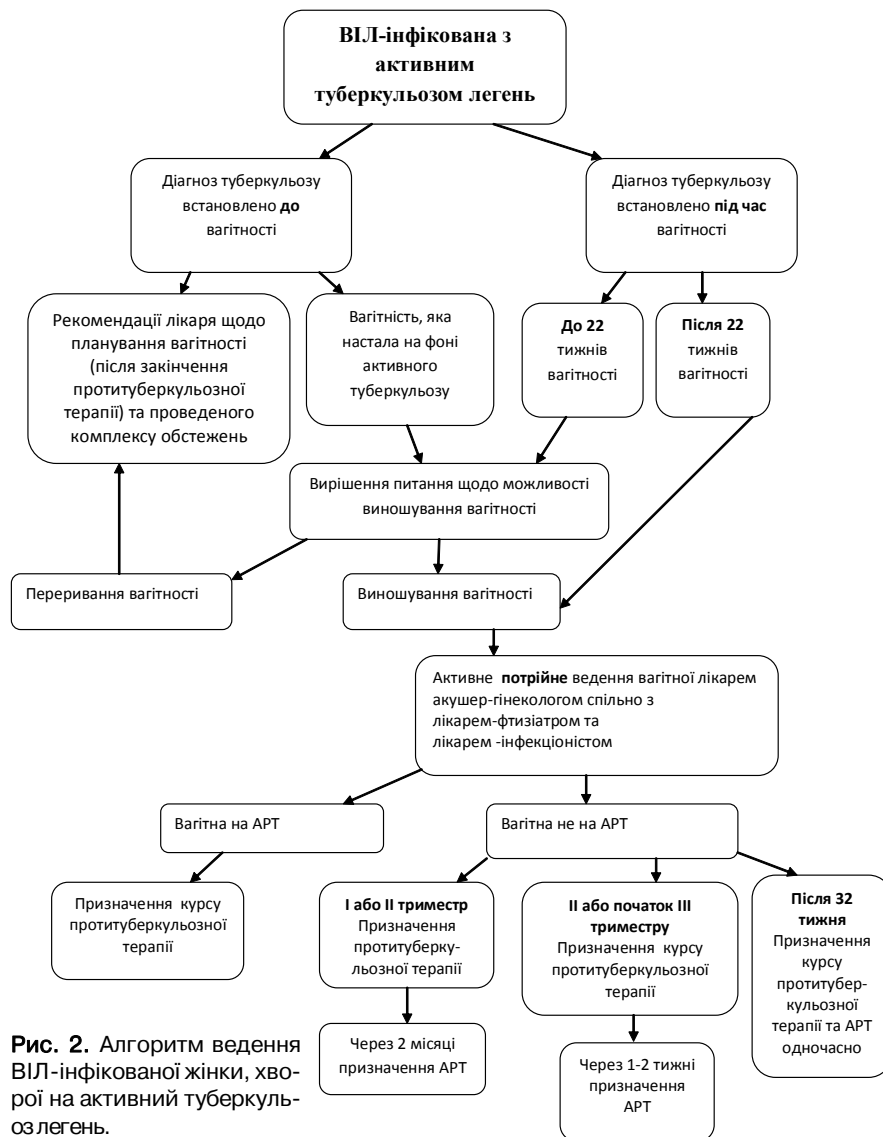 ВІЛ-інфікована з
активним
туберкульозом легень
Діагноз туберкульозу
встановлено до
вагітності
Діагноз туберкульозу
встановлено під час
вагітності
Рекомендації лікаря щодо
планування вагітності
(після закінчення
протитуберкульозної
терапії) та проведеного
комплексу обстежень
Вагітність, яка
настала на фоні
активного
туберкульозу
До 22
тижнів
вагітності
Після 22
тижнів
вагітності
Вирішення питання щодо можливості
виношування вагітності
Переривання вагітності
Виношування вагітності
Активне потрійне ведення вагітної лікарем
акушер-гінекологом спільно з
лікарем-фтизіатром та
лікарем -інфекціоністом
Вагітна на АРТ
Вагітна не на АРТ
Призначення курсу
протитуберкульозної
терапії
І або ІІ триместр
Призначення
протитуберку-
льозної терапії
ІІ або початок ІІІ
триместру
Призначення курсу
протитуберкульозної
терапії
Після 32
тижня
Призначення
курсу
протитубер-
кульозної
терапії та АРТ
одночасно
Через 2 місяці
призначення АРТ
Через 1-2 тижні
призначення
АРТ
Рис. 2. Алгоритм ведення
ВІЛ-інфікованої жінки, хво-
рої на активний туберкуль-
оз легень.